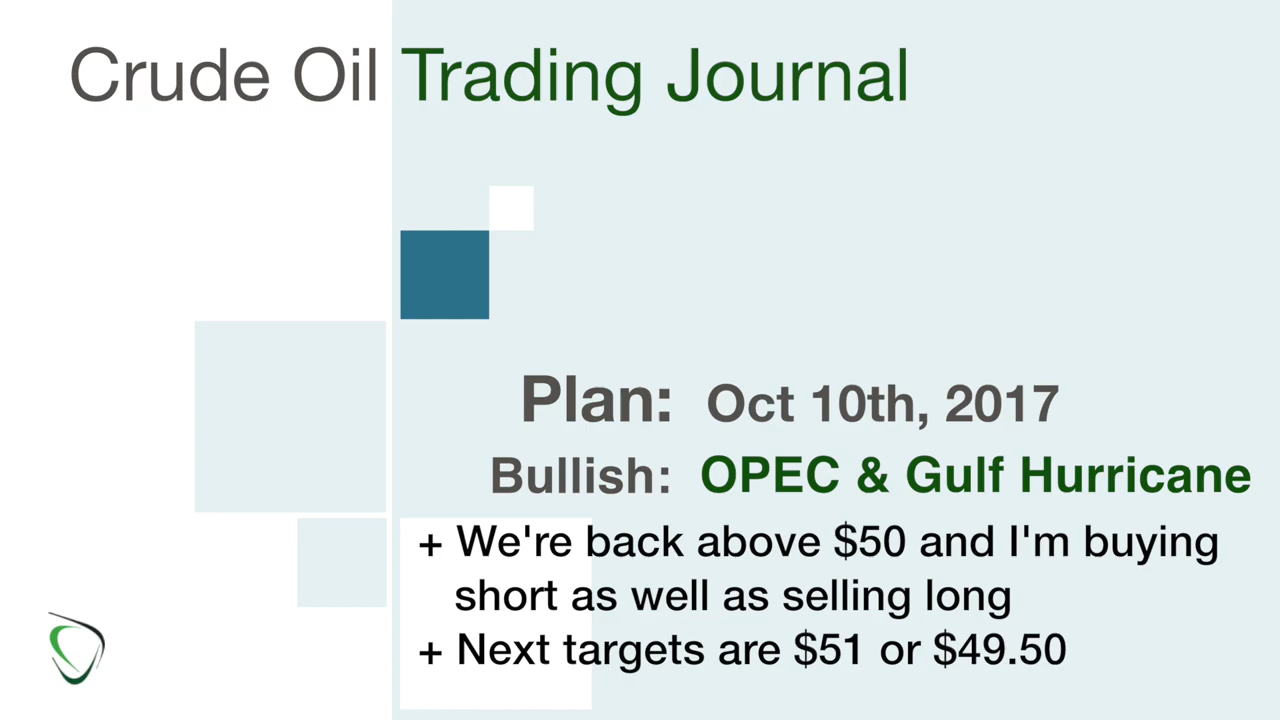 Crude Oil Trading Journal
Plan: Oct 10th, 2017
Bullish: OPEC & Gulf Hurricane
+ We're back above $50 and I'm buying
short as well as selling long
+ Next targets are $51 or $49.50